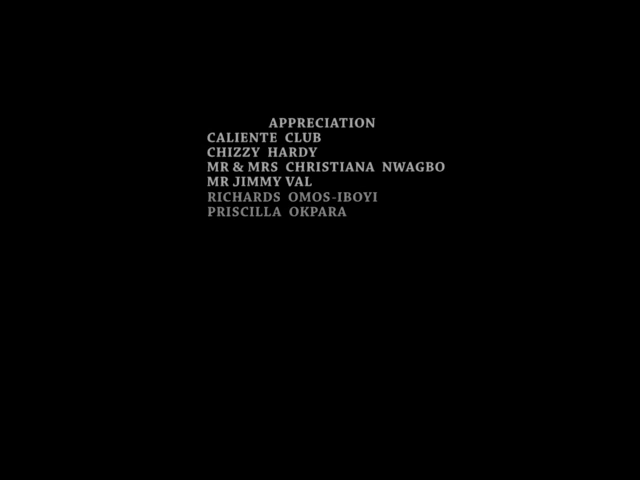 APPRECIATION
CALIENTE CLUB
CHIZZY HARDY
MR & MRS CHRISTIANA NWAGBO
MR JIMMY VAL
RICHARDS OMOS-IBOYI
PRISCILLA OKPARA